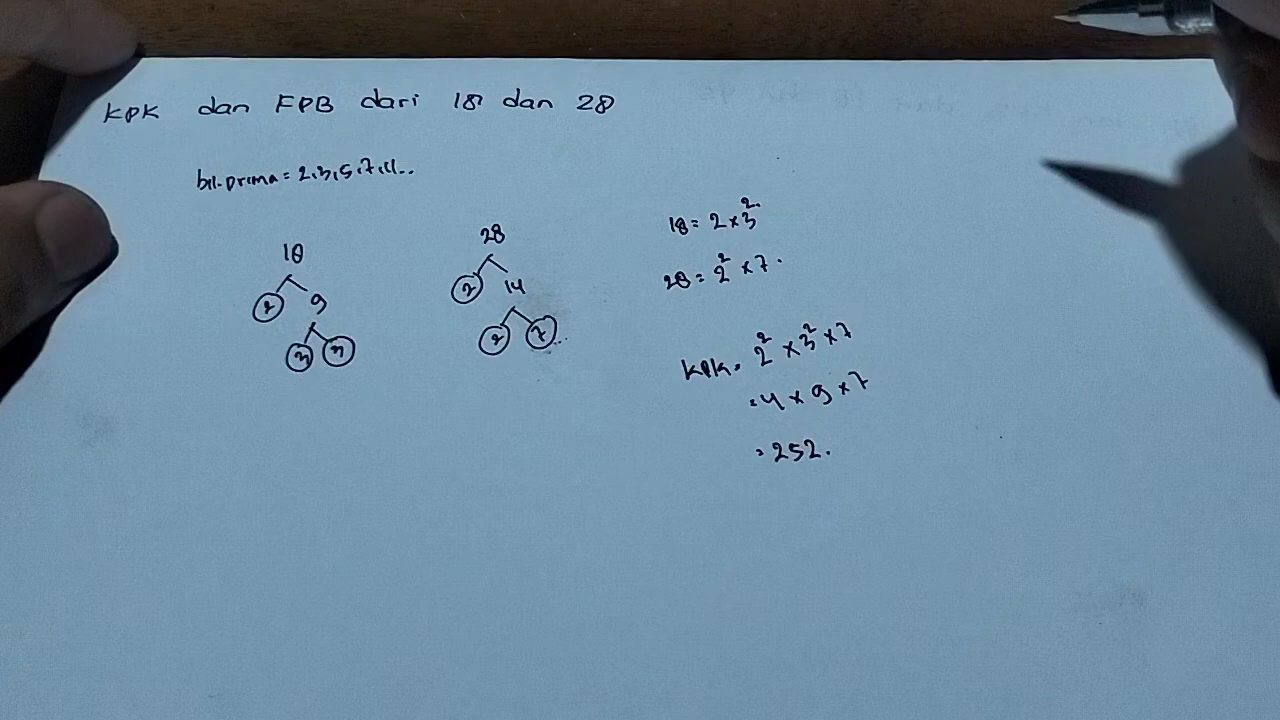 KPK dan FPB dari 18 dan 28
bil.prima = 2,3,5,7,11..
18
2 9
3 3
28
2 14
2 7
18 = 2 x 3²
28 = 2² x 7.
KPK = 2² x 3² x 7
= 4 x 9 x 7
= 252.